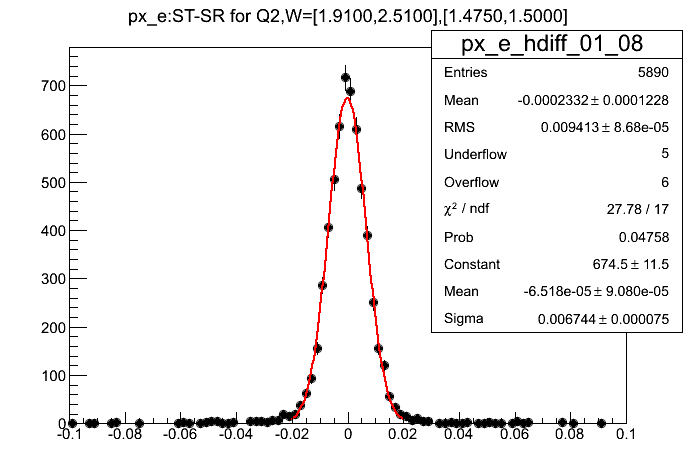 px_e:ST-SR for Q2,W=[1.9100,2.5100],[1.4750,1.5000]
px_e_hdiff_01_08
Entries 5890
Mean -0.0002332 ± 0.0001228
RMS 0.009413 ± 8.68e-05
Underflow 5
Overflow 6
χ² / ndf 27.78 / 17
Prob 0.04758
Constant 674.5 ± 11.5
Mean -6.518e-05 ± 9.080e-05
Sigma 0.006744 ± 0.000075
700
600
500
400
300
200
100
0
-0.1 -0.08 -0.06 -0.04 -0.02 0 0.02 0.04 0.06 0.08 0.1